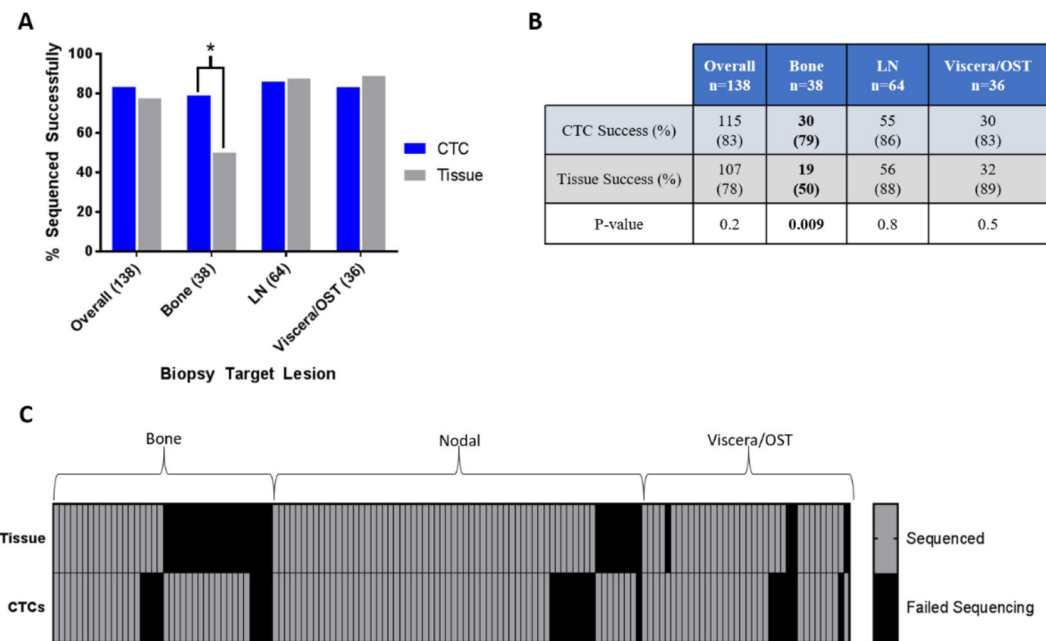 A
B
*
% Sequenced Successfully
100
80
60
40
20
0
CTC
Tissue
Overall (138)
Bone (38)
LN (64)
Viscera/OST (36)
Biopsy Target Lesion
Overall Bone LN Viscera/OST
n=138 n=38 n=64 n=36
CTC Success (%) 115 30 55 30
(83) (79) (86) (83)
Tissue Success (%) 107 19 56 32
(78) (50) (88) (89)
P-value 0.2 0.009 0.8 0.5
C
Bone Nodal Viscera/OST
Tissue
CTCs
Sequenced
Failed Sequencing